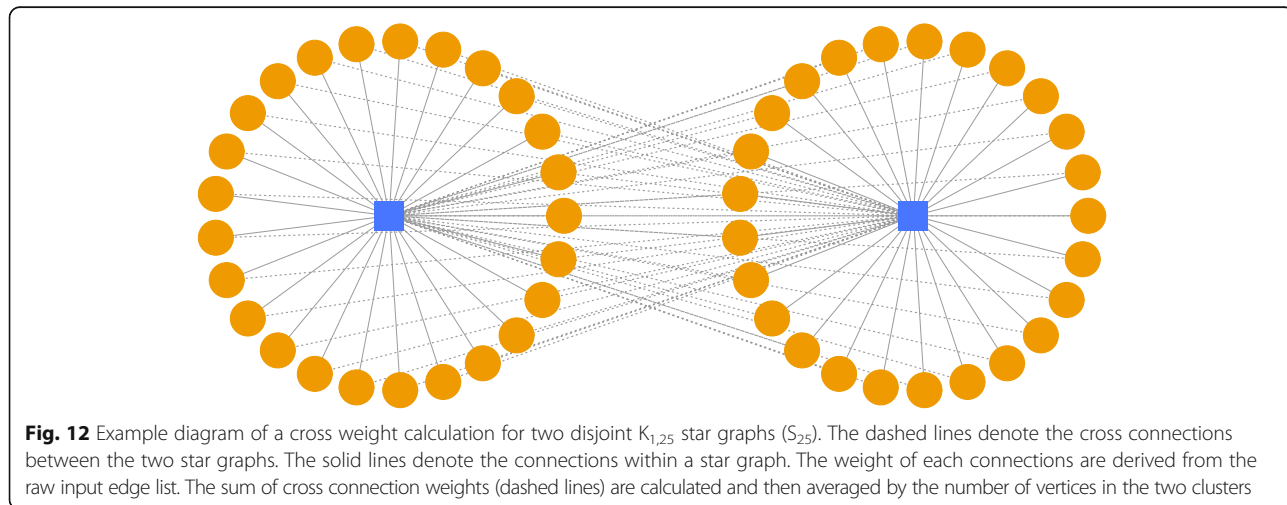 Fig. 12 Example diagram of a cross weight calculation for two disjoint K1,25 star graphs (S25). The dashed lines denote the cross connections
between the two star graphs. The solid lines denote the connections within a star graph. The weight of each connections are derived from the
raw input edge list. The sum of cross connection weights (dashed lines) are calculated and then averaged by the number of vertices in the two clusters